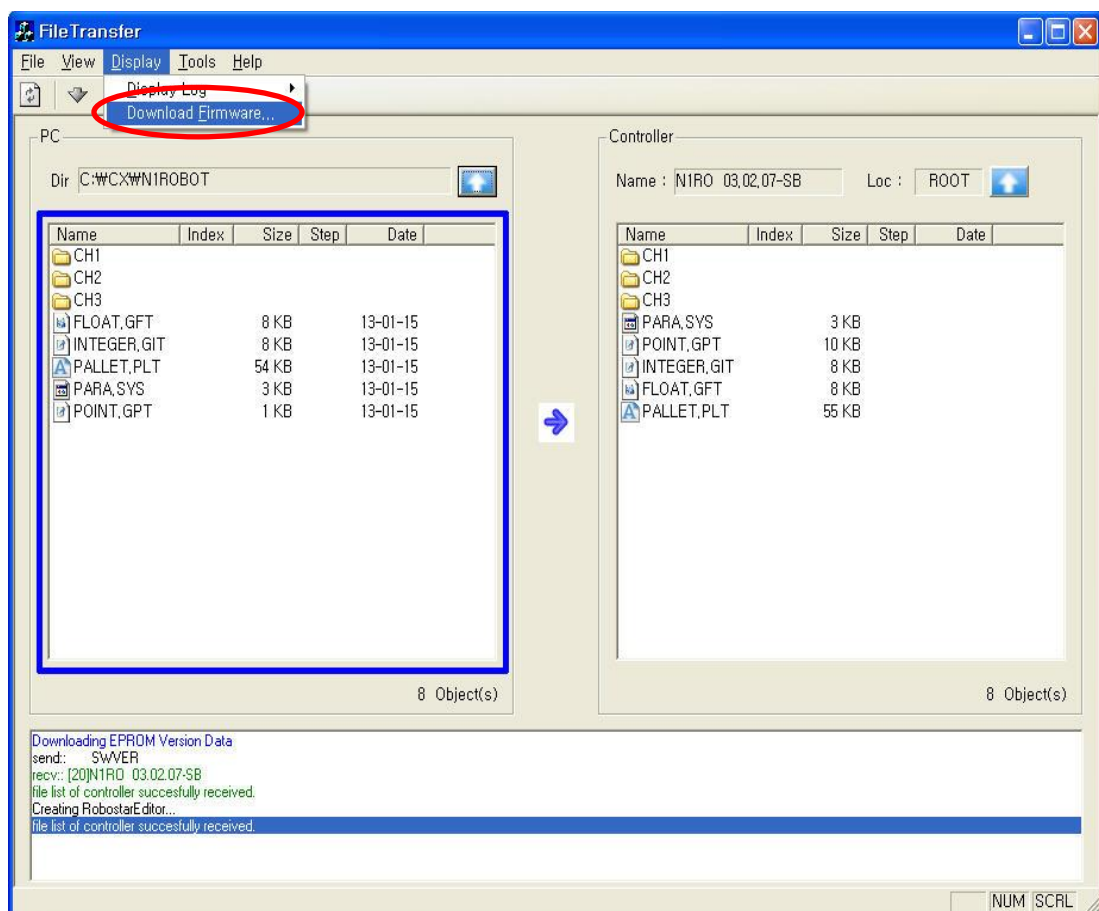 FileTransfer
File View Display Tools Help
Display Log
Download Firmware...
PC
Dir C:₩CX₩N1ROBOT
Name Index Size Step Date
CH1
CH2
CH3
FLOAT,GFT 8 KB 13-01-15
INTEGER,GIT 8 KB 13-01-15
PALLET,PLT 54 KB 13-01-15
PARA,SYS 3 KB 13-01-15
POINT,GPT 1 KB 13-01-15
8 Object(s)
Controller
Name : N1RO 03,02,07-SB Loc : ROOT
Name Index Size Step Date
CH1
CH2
CH3
PARA,SYS 3 KB
POINT,GPT 10 KB
INTEGER,GIT 8 KB
FLOAT,GFT 8 KB
PALLET,PLT 55 KB
8 Object(s)
Downloading EPROM Version Data
send:: SWVER
recv:: [20]N1RO 03.02.07-SB
file list of controller succesfully received.
Creating RobostarEditor...
file list of controller succesfully received.
NUM SCRL